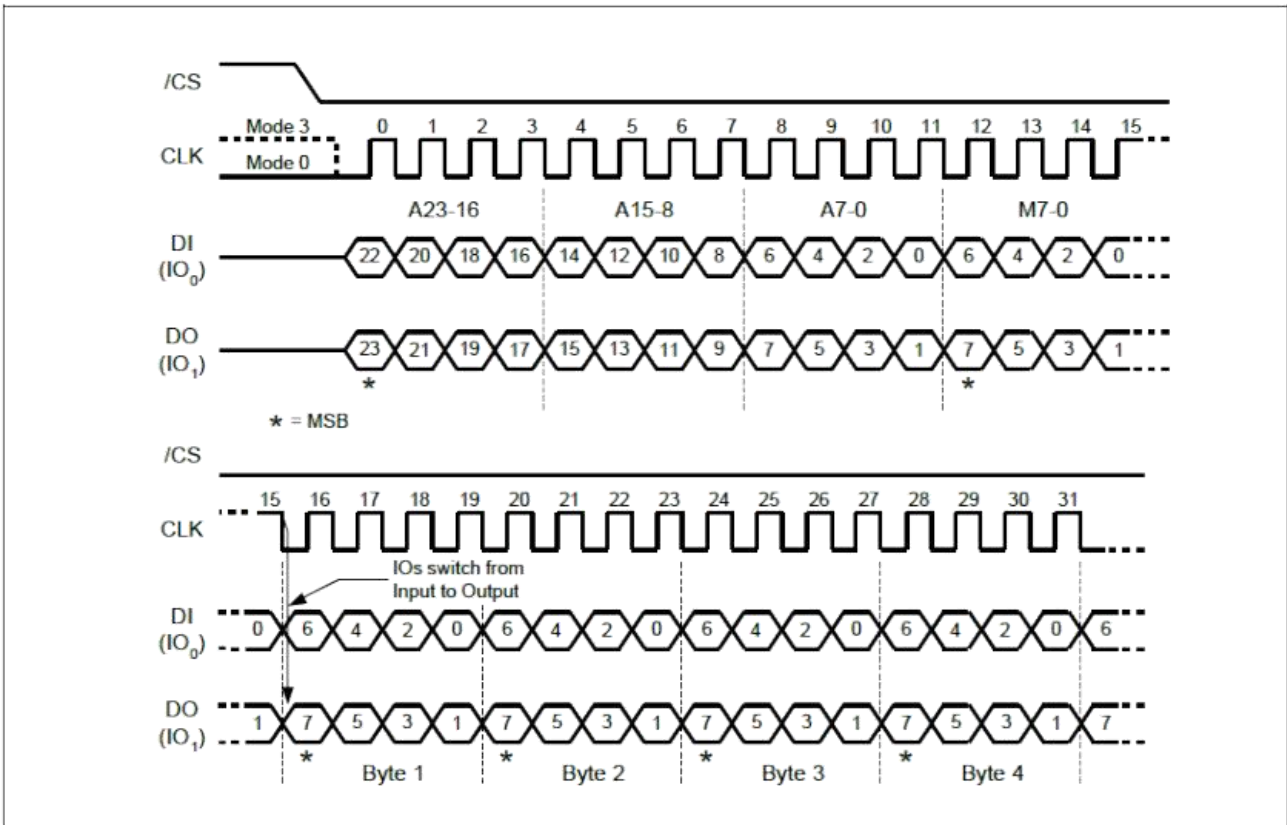 /CS
Mode 3 0 1 2 3 4 5 6 7 8 9 10 11 12 13 14 15
CLK
Mode 0
A23-16 A15-8 A7-0 M7-0
DI
(IO0)
22 20 18 16 14 12 10 8 6 4 2 0 6 4 2 0
DO
(IO1)
23 21 19 17 15 13 11 9 7 5 3 1 7 5 3 1
* *
* = MSB
/CS
15 16 17 18 19 20 21 22 23 24 25 26 27 28 29 30 31
CLK
IOs switch from
Input to Output
DI
(IO0)
0 6 4 2 0 6 4 2 0 6 4 2 0 6 4 2 0 6
DO
(IO1)
1 7 5 3 1 7 5 3 1 7 5 3 1 7 5 3 1 7
* * * *
Byte 1 Byte 2 Byte 3 Byte 4